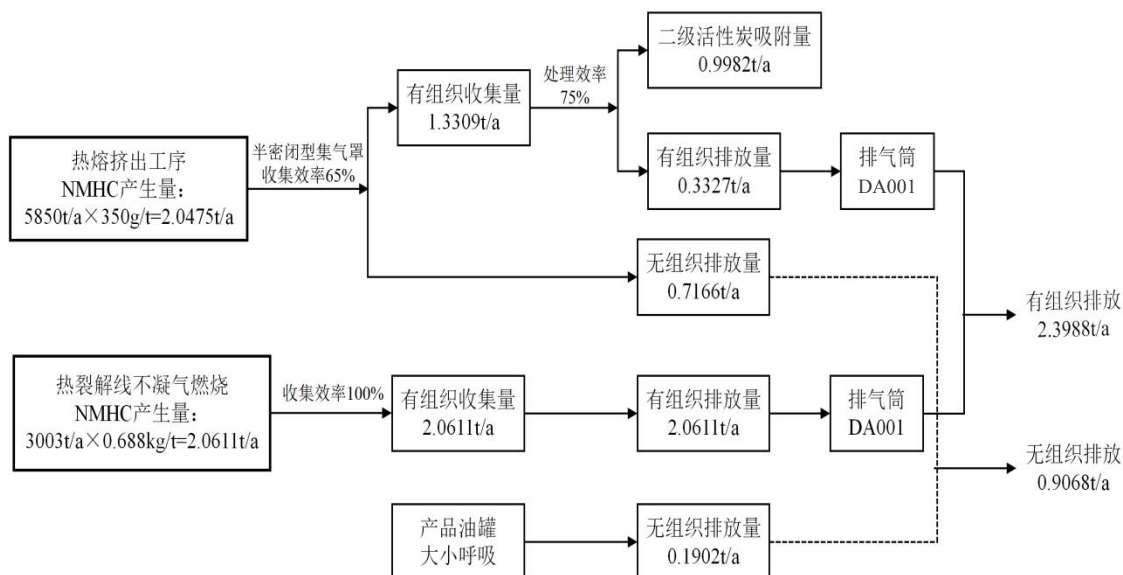 二级活性炭吸附量
0.9982t/a
处理效率
75%
有组织收集量
1.3309t/a
热熔挤出工序
NMHC产生量：
5850t/a×350g/t=2.0475t/a
半密闭型集气罩
收集效率65%
有组织排放量
0.3327t/a
排气筒
DA001
无组织排放量
0.7166t/a
有组织排放
2.3988t/a
热裂解线不凝气燃烧
NMHC产生量：
3003t/a×0.688kg/t=2.0611t/a
收集效率100%
有组织收集量
2.0611t/a
有组织排放量
2.0611t/a
排气筒
DA001
无组织排放
0.9068t/a
产品油罐
大小呼吸
无组织排放量
0.1902t/a